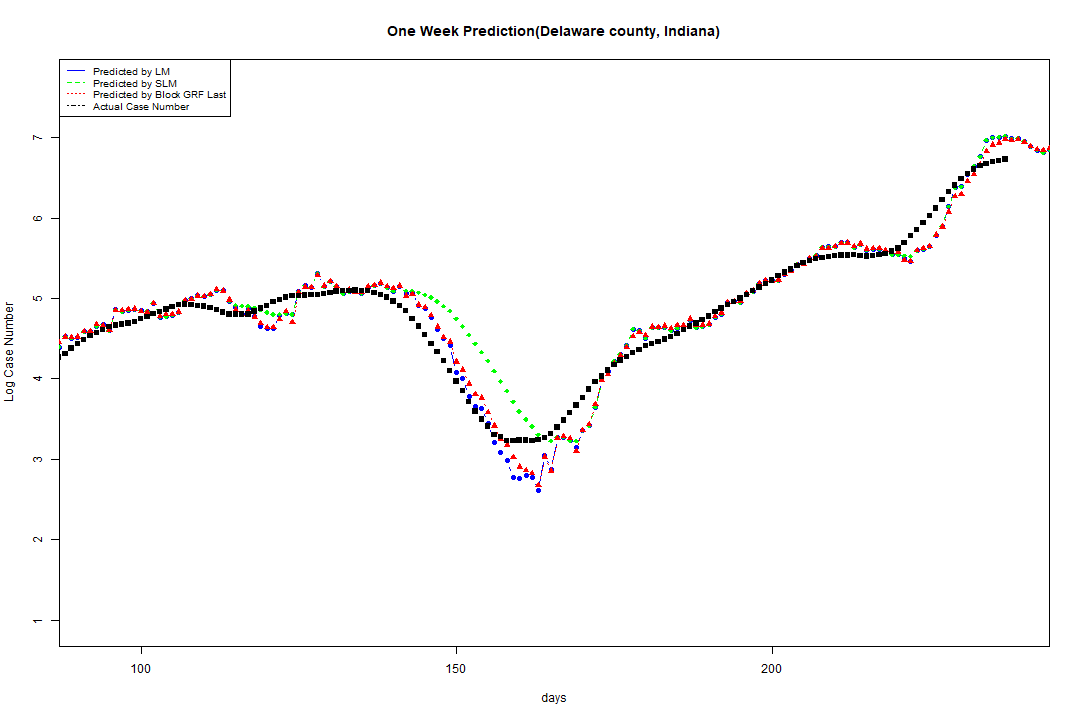 One Week Prediction(Delaware county, Indiana)
Predicted by LM
Predicted by SLM
Predicted by Block GRF Last
Actual Case Number
7
6
5
4
3
2
1
Log Case Number
100 150 200
days